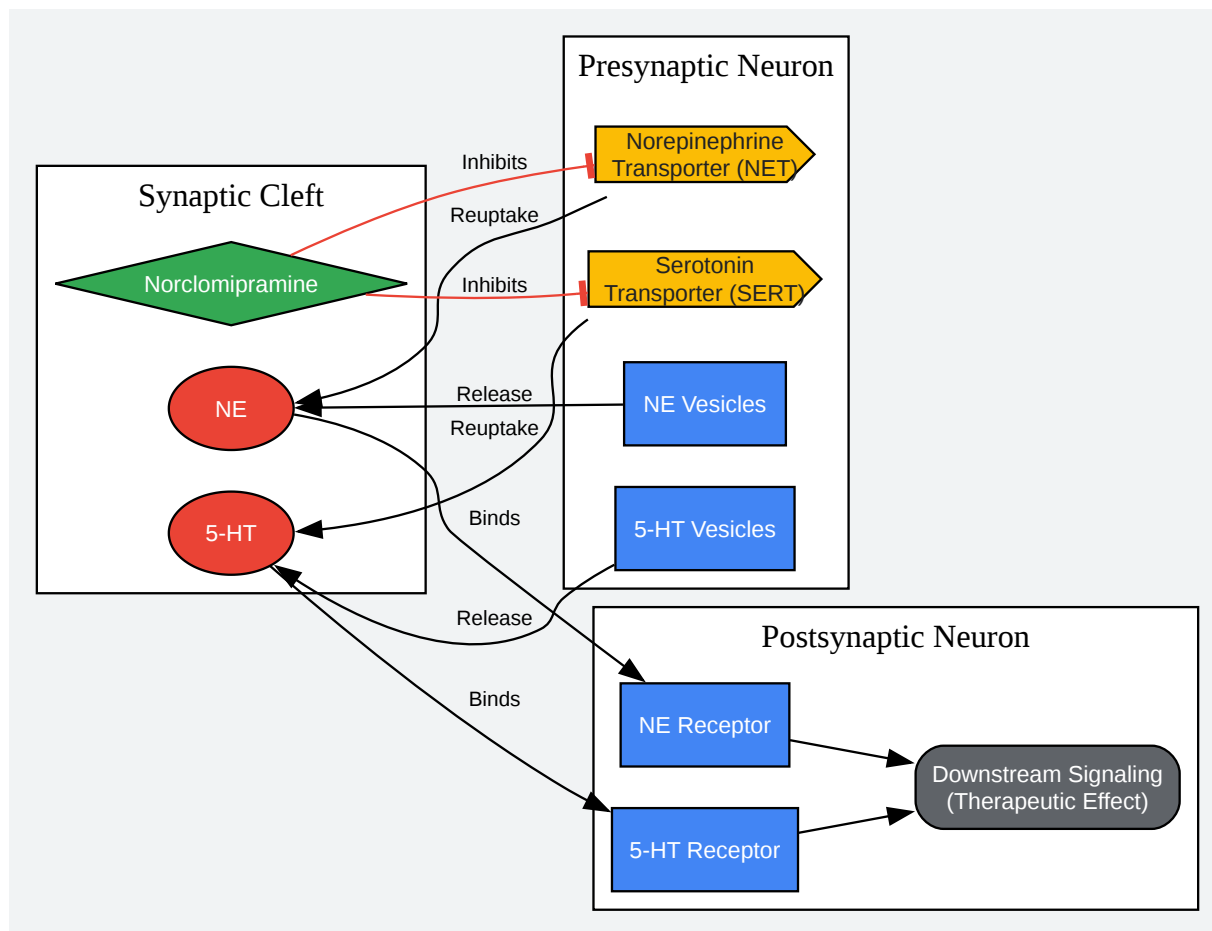 Presynaptic Neuron
Norepinephrine
Transporter (NET)
Inhibits
Synaptic Cleft
Reuptake
Norclomipramine
Inhibits
Serotonin
Transporter (SERT)
NE
Release
NE Vesicles
Reuptake
5-HT
Binds
5-HT Vesicles
Release
Postsynaptic Neuron
Binds
NE Receptor
Downstream Signaling
(Therapeutic Effect)
5-HT Receptor